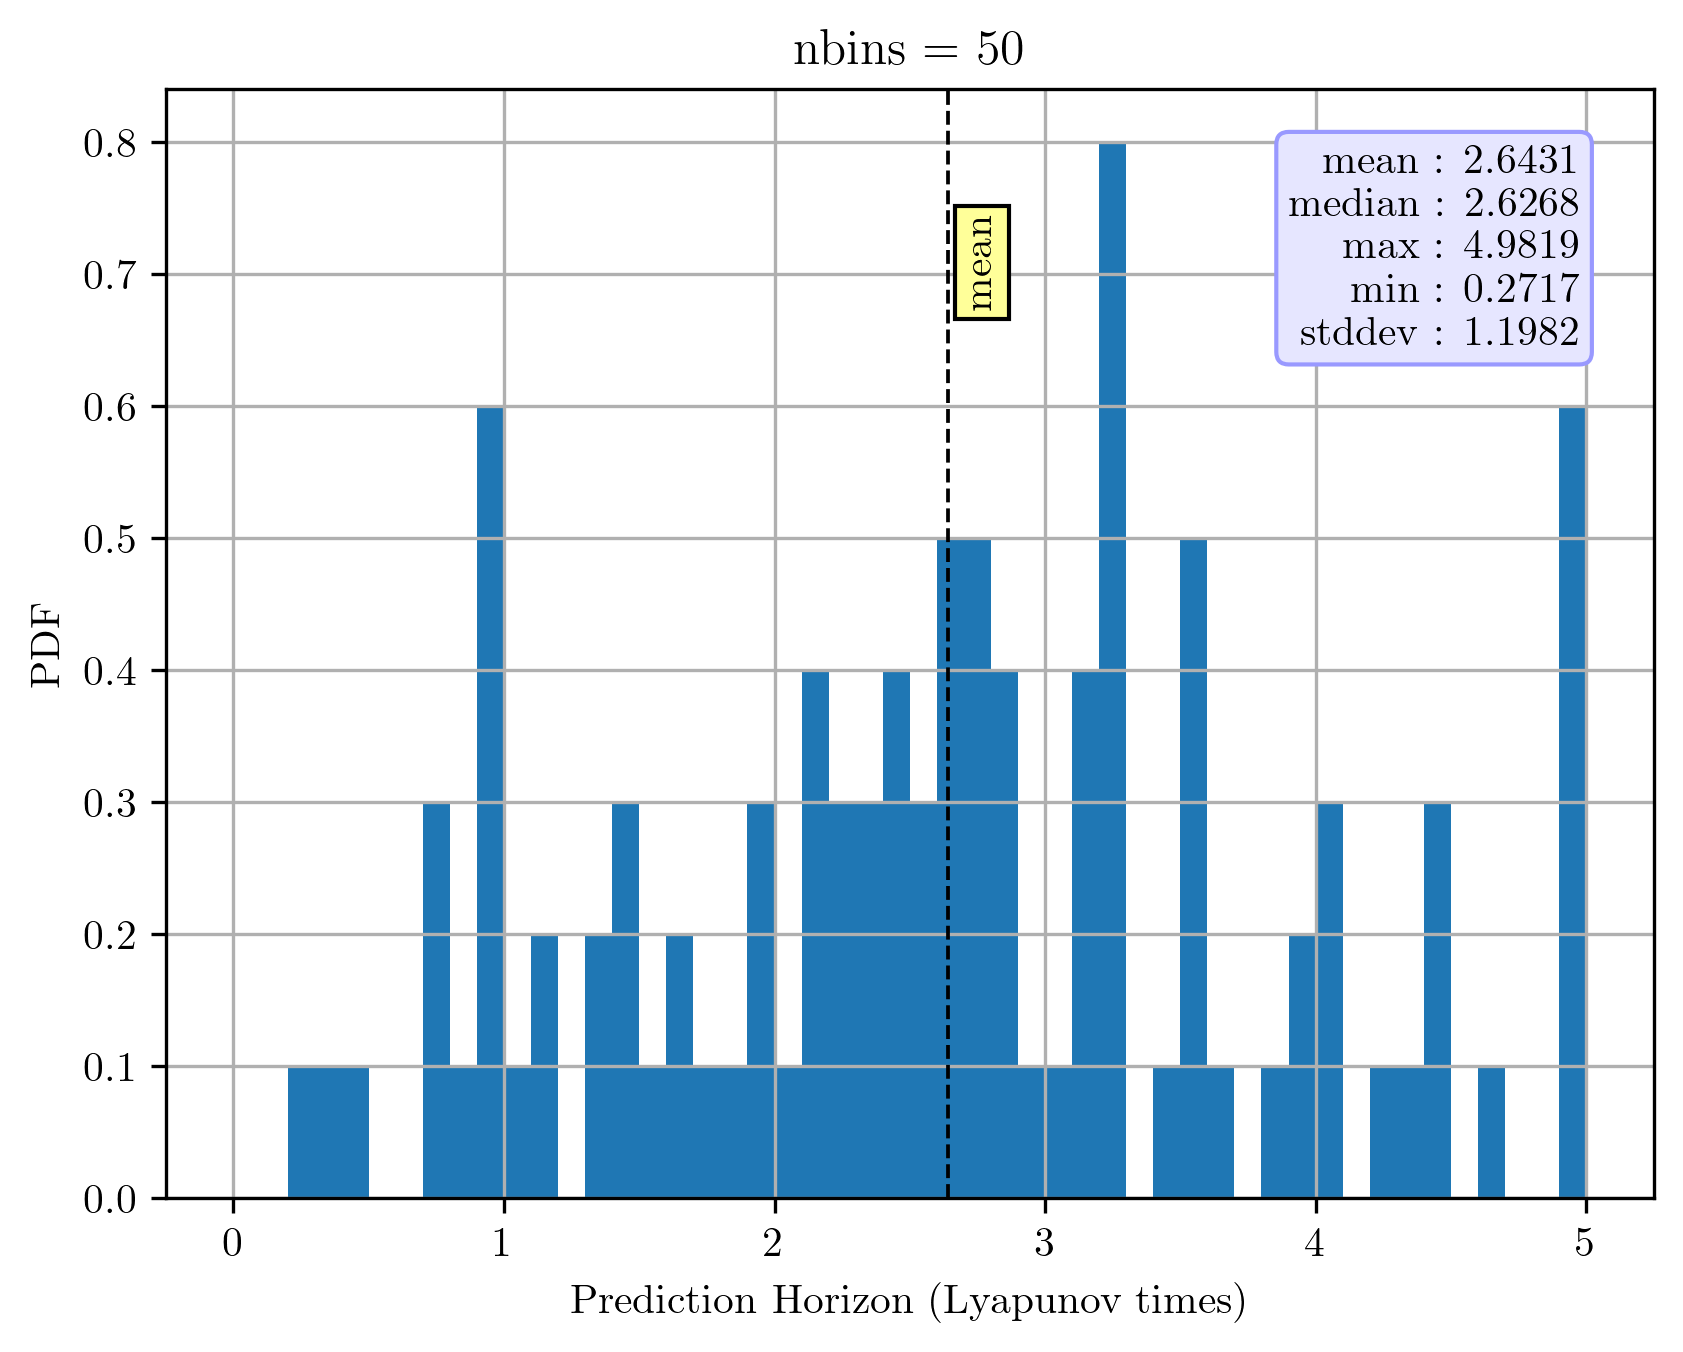 nbins = 50
0.8
0.7
0.6
0.5
0.4
0.3
0.2
0.1
0.0
PDF
mean
mean : 2.6431
median : 2.6268
max : 4.9819
min : 0.2717
stddev : 1.1982
0 1 2 3 4 5
Prediction Horizon (Lyapunov times)